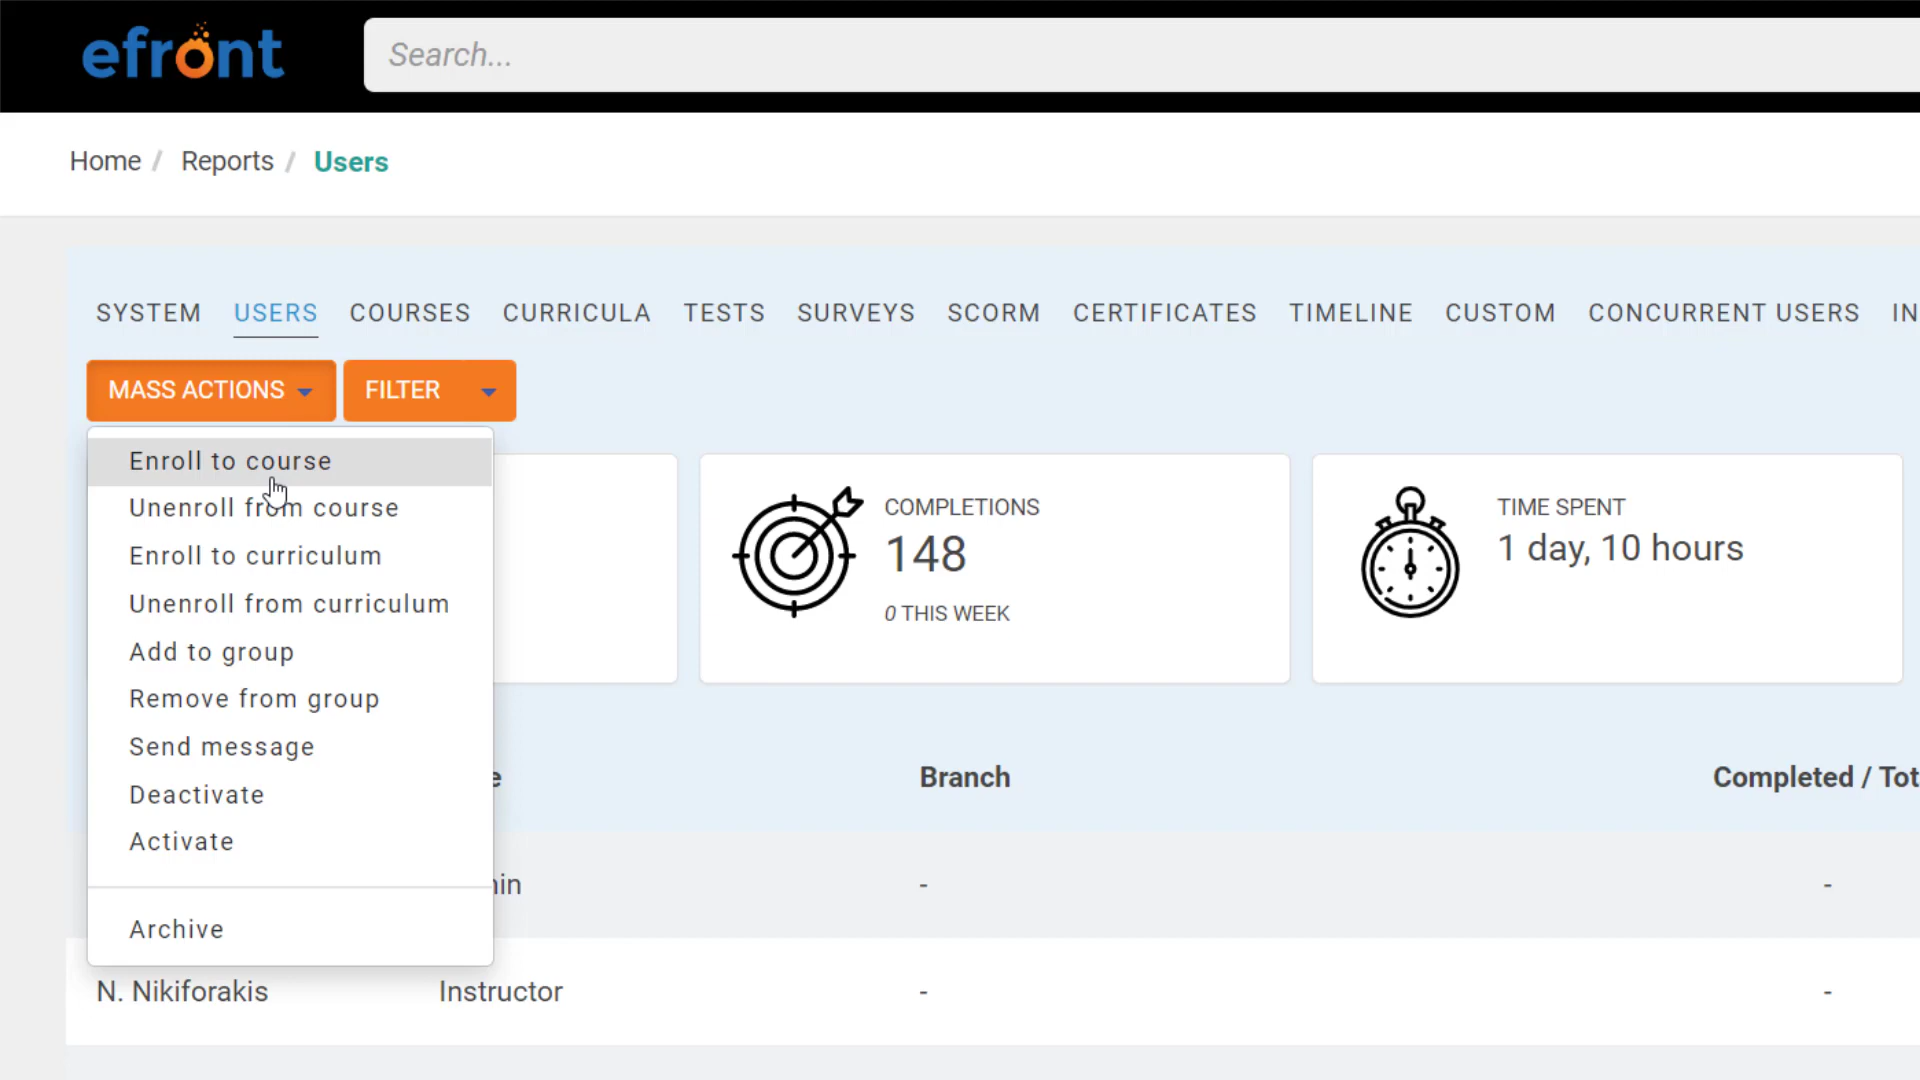 efront
Search...
Home / Reports / Users
SYSTEM USERS COURSES CURRICULA TESTS SURVEYS SCORM CERTIFICATES TIMELINE CUSTOM CONCURRENT USERS IN
MASS ACTIONS FILTER
Enroll to course
Unenroll from course
Enroll to curriculum
Unenroll from curriculum
Add to group
Remove from group
Send message
Deactivate
Activate
Archive
COMPLETIONS
148
0 THIS WEEK
TIME SPENT
1 day, 10 hours
Branch Completed / Tot
- -
N. Nikiforakis Instructor - -